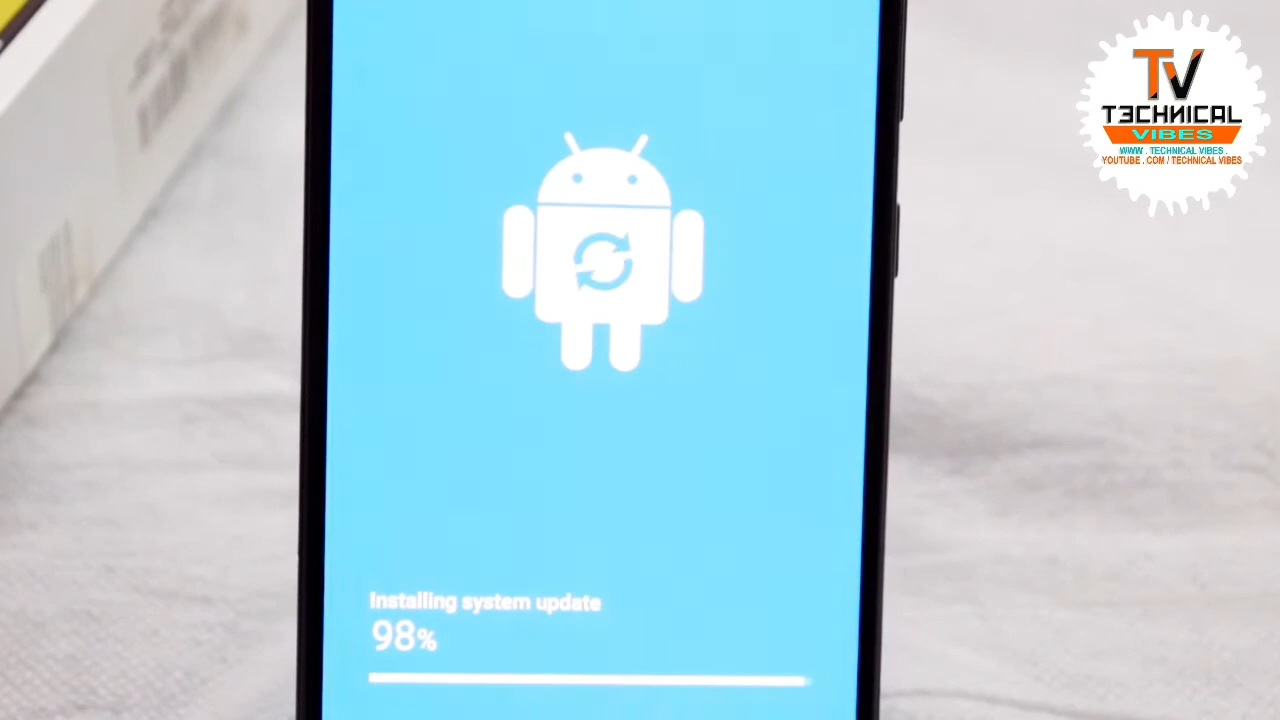 TV
TECHNICAL
VIBES
WWW . TECHNICAL VIBES .
YOUTUBE . COM / TECHNICAL VIBES
Installing system update
98%